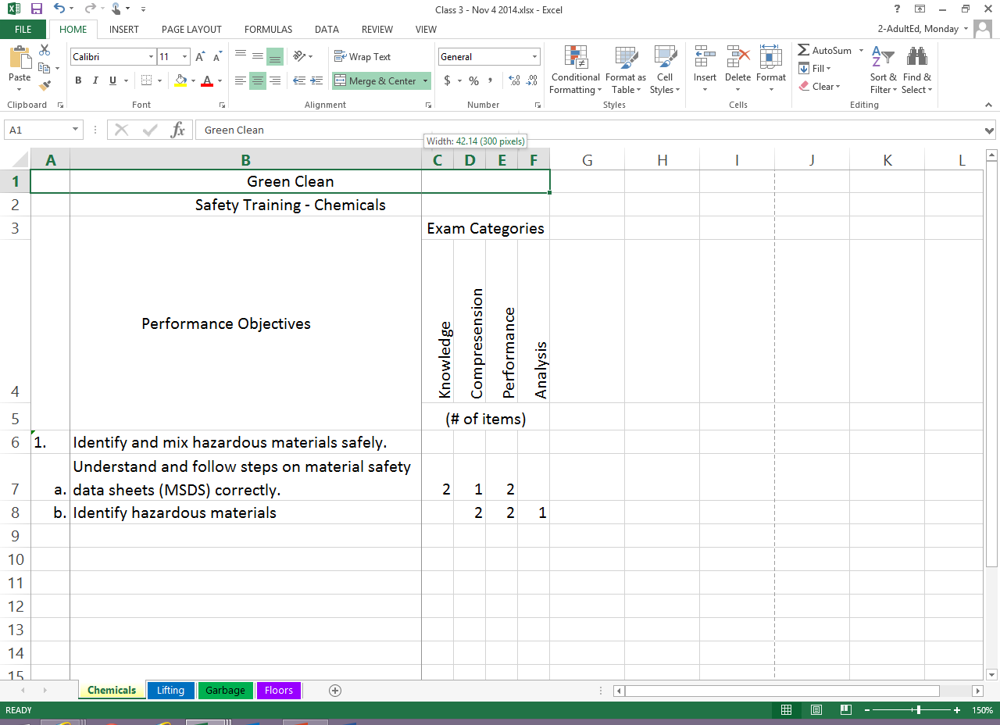 Class 3 - Nov 4 2014.xlsx - Excel
?
FILE HOME INSERT PAGE LAYOUT FORMULAS DATA REVIEW VIEW 2-AdultEd, Monday
Paste
Clipboard
Calibri 11 A A
B I U A
Font
Wrap Text
Merge & Center
Alignment
General
$ % , .00
Number
Conditional Formatting
Format as Table
Cell Styles
Styles
Insert Delete Format
Cells
AutoSum
Fill
Clear
Sort & Filter
Find & Select
Editing
A1 fx Green Clean
Width: 42.14 (300 pixels)
A B C D E F G H I J K L
1 Green Clean
2 Safety Training - Chemicals
3 Exam Categories
4 Performance Objectives Knowledge Compresension Performance Analysis
5 (# of items)
6 1. Identify and mix hazardous materials safely.
Understand and follow steps on material safety
7 a. data sheets (MSDS) correctly. 2 1 2
8 b. Identify hazardous materials 2 2 1
9
10
11
12
13
14
15
Chemicals Lifting Garbage Floors
READY 150%